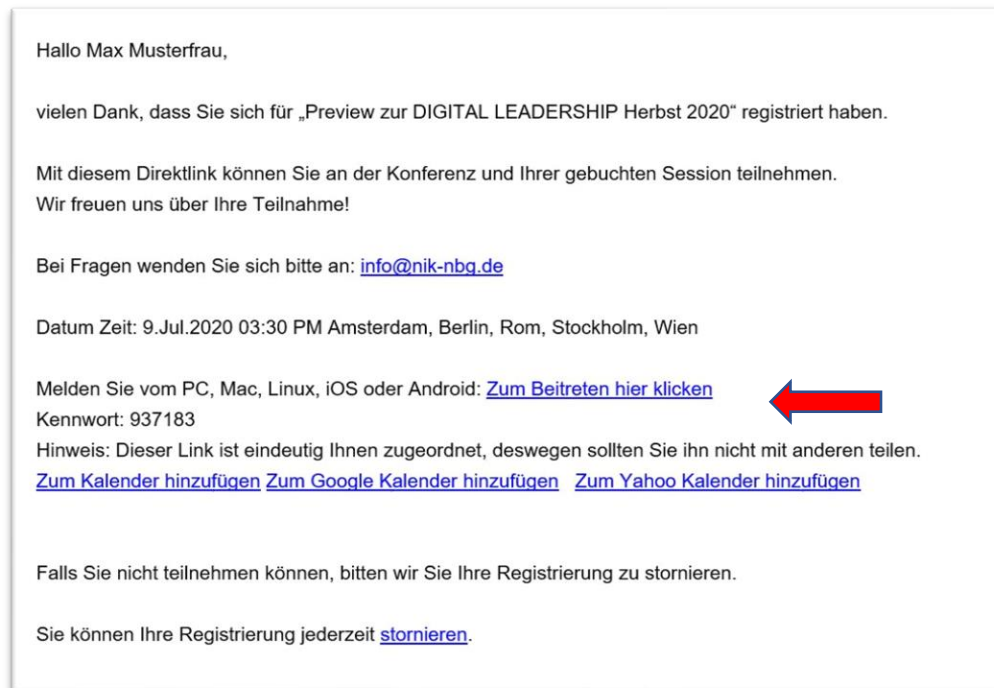 Hallo Max Musterfrau,
vielen Dank, dass Sie sich für „Preview zur DIGITAL LEADERSHIP Herbst 2020“ registriert haben.
Mit diesem Direktlink können Sie an der Konferenz und Ihrer gebuchten Session teilnehmen.
Wir freuen uns über Ihre Teilnahme!
Bei Fragen wenden Sie sich bitte an: info@nik-nbg.de
Datum Zeit: 9.Jul.2020 03:30 PM Amsterdam, Berlin, Rom, Stockholm, Wien
Melden Sie vom PC, Mac, Linux, iOS oder Android: Zum Beitreten hier klicken
Kennwort: 937183
Hinweis: Dieser Link ist eindeutig Ihnen zugeordnet, deswegen sollten Sie ihn nicht mit anderen teilen.
Zum Kalender hinzufügen Zum Google Kalender hinzufügen Zum Yahoo Kalender hinzufügen
Falls Sie nicht teilnehmen können, bitten wir Sie Ihre Registrierung zu stornieren.
Sie können Ihre Registrierung jederzeit stornieren.